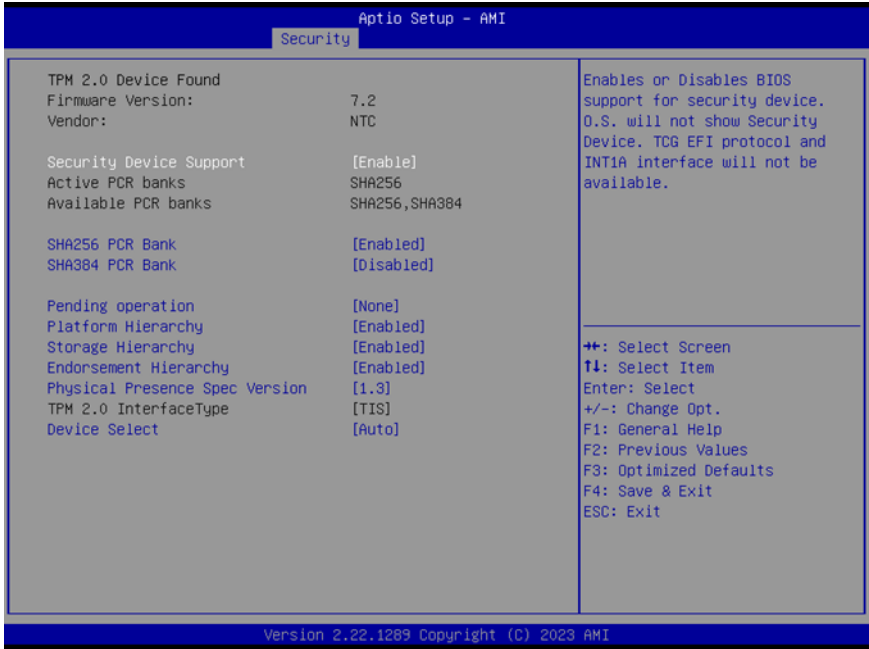 Aptio Setup - AMI
Security
TPM 2.0 Device Found
Firmware Version: 7.2
Vendor: NTC
Security Device Support [Enable]
Active PCR banks SHA256
Available PCR banks SHA256,SHA384
SHA256 PCR Bank [Enabled]
SHA384 PCR Bank [Disabled]
Pending operation [None]
Platform Hierarchy [Enabled]
Storage Hierarchy [Enabled]
Endorsement Hierarchy [Enabled]
Physical Presence Spec Version [1.3]
TPM 2.0 InterfaceType [TIS]
Device Select [Auto]
Enables or Disables BIOS
support for security device.
O.S. will not show Security
Device. TCG EFI protocol and
INT1A interface will not be
available.
→←: Select Screen
↑↓: Select Item
Enter: Select
+/-: Change Opt.
F1: General Help
F2: Previous Values
F3: Optimized Defaults
F4: Save & Exit
ESC: Exit
Version 2.22.1289 Copyright (C) 2023 AMI